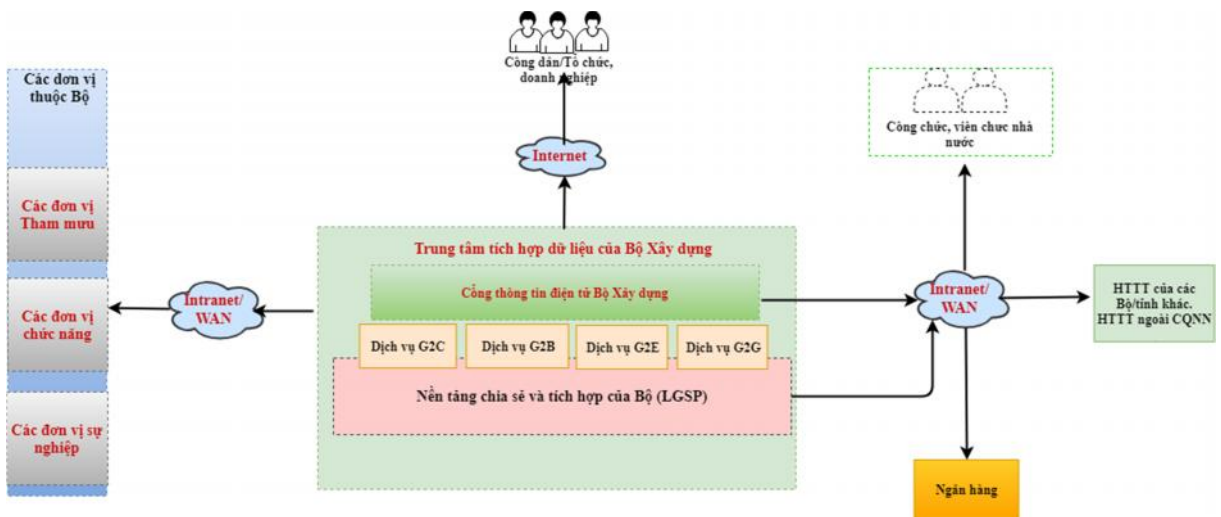 Công dân/Tổ chức,
doanh nghiệp
Các đơn vị
thuộc Bộ
Internet
Công chức, viên chưc nhà
nước
Các đơn vị
Tham mưu
Trung tâm tích hợp dữ liệu của Bộ Xây dựng
Cổng thông tin điện tử Bộ Xây dựng
Intranet/
WAN
Intranet/
WAN
HTTT của các
Bộ/tỉnh khác.
HTTT ngoài CQNN
Các đơn vị
chức năng
Dịch vụ G2C
Dịch vụ G2B
Dịch vụ G2E
Dịch vụ G2G
Nền tảng chia sẻ và tích hợp của Bộ (LGSP)
Các đơn vị sự
nghiệp
Ngân hàng